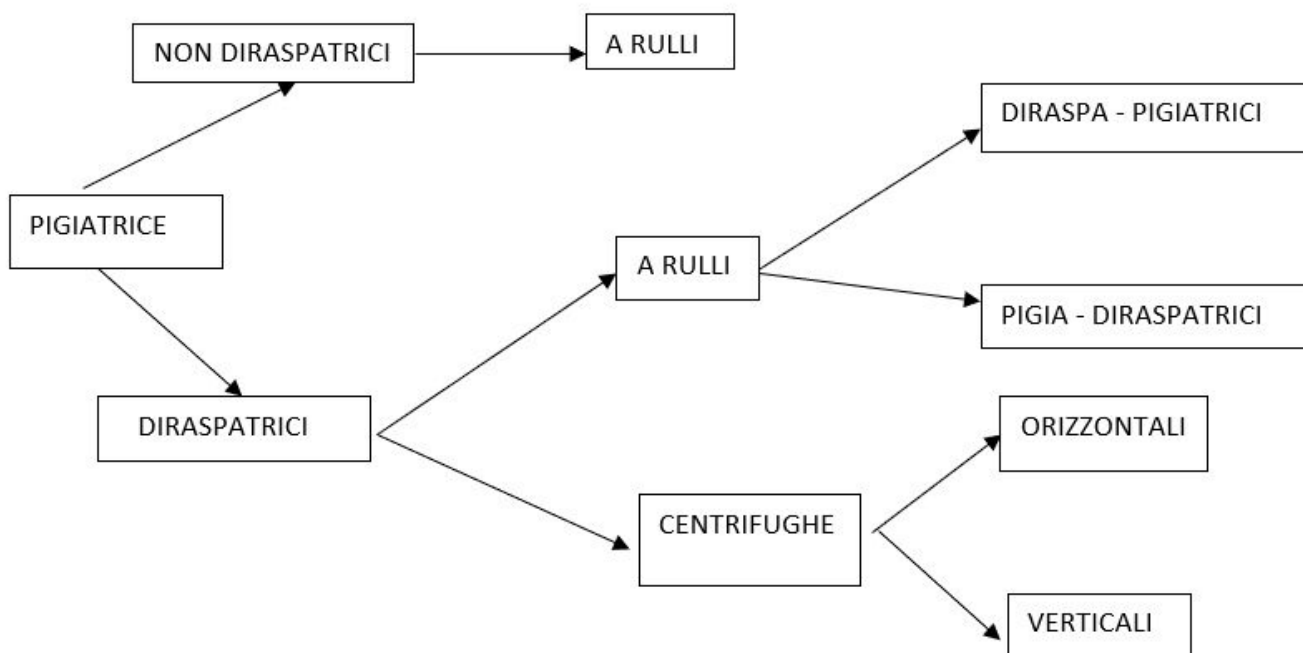 NON DIRASPATRICI
A RULLI
DIRASPA - PIGIATRICI
PIGIATRICE
A RULLI
PIGIA - DIRASPATRICI
DIRASPATRICI
ORIZZONTALI
CENTRIFUGHE
VERTICALI